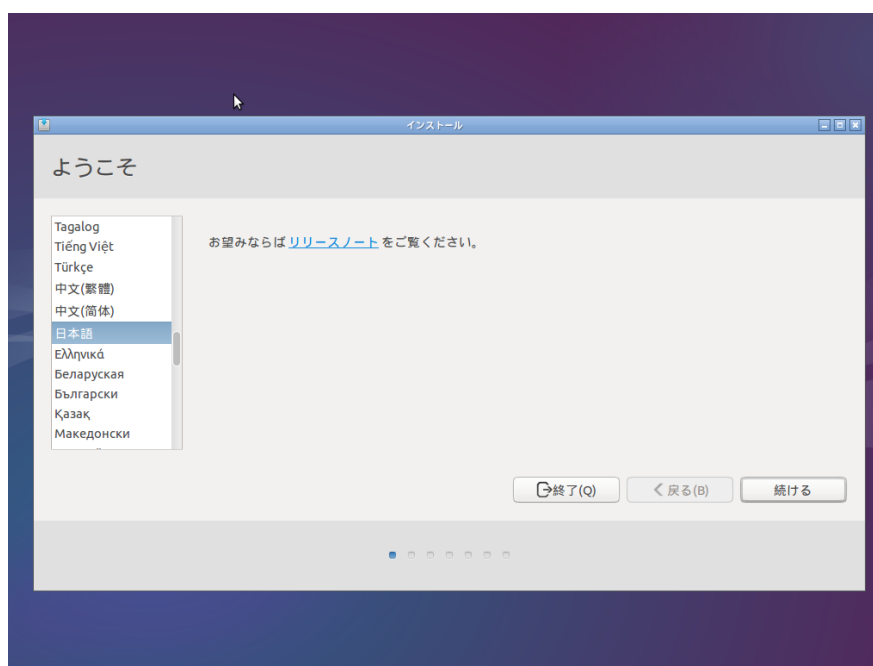 インストール
ようこそ
Tagalog
Tiếng Việt
Türkçe
中文(繁體)
中文(简体)
日本語
Ελληνικά
Беларуская
Български
Қазақ
Македонски
お望みならば リリースノート をご覧ください。
終了(Q)
戻る(B)
続ける